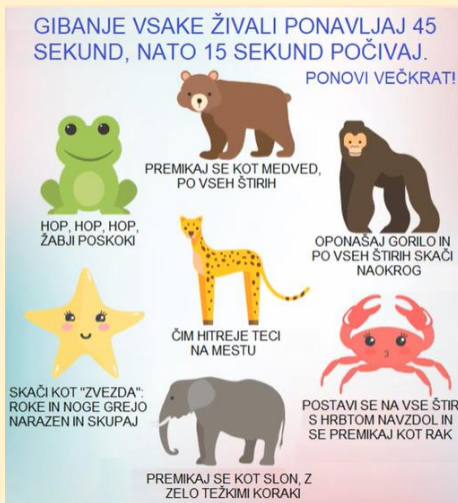 GIBANJE VSAKE ŽIVALI PONAVLJAJ 45
SEKUND, NATO 15 SEKUND POČIVAJ.
PONOVI VEČKRAT!
PREMIKAJ SE KOT MEDVED,
PO VSEH ŠTIRIH
HOP, HOP, HOP,
ŽABJI POSKOKI
OPONAŠAJ GORILO IN
PO VSEH ŠTIRIH SKAČI
NAOKROG
ČIM HITREJE TECI
NA MESTU
SKAČI KOT "ZVEZDA":
ROKE IN NOGE GREJO
NARAZEN IN SKUPAJ
POSTAVI SE NA VSE ŠTIR
S HRBTOM NAVZDOL IN
SE PREMIKAJ KOT RAK
PREMIKAJ SE KOT SLON, Z
ZELO TEŽKIMI KORAKI